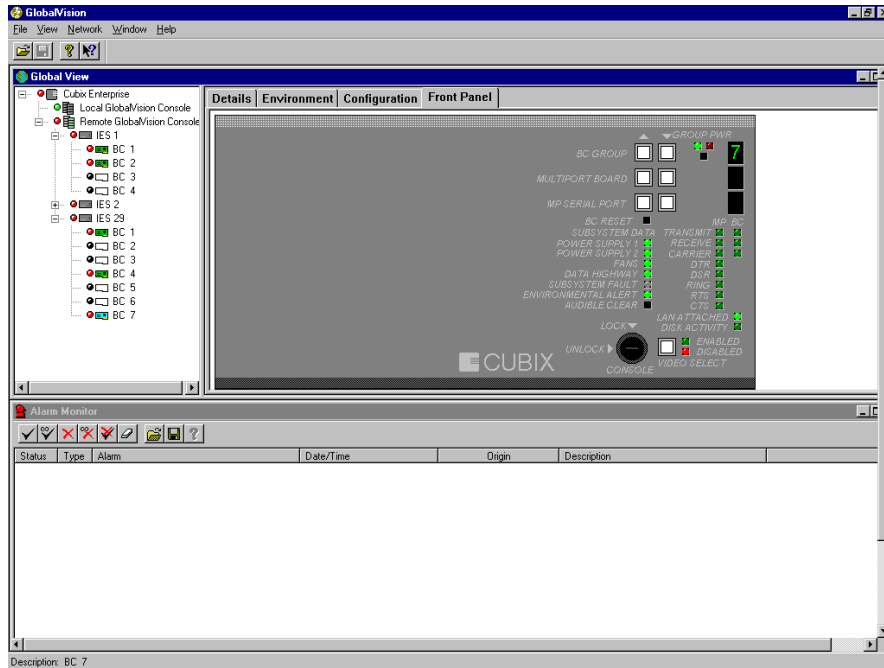 GlobalVision
File View Network Window Help
Global View
Cubix Enterprise
Local GlobalVision Console
Remote GlobalVision Console
IES 1
BC 1
BC 2
BC 3
BC 4
IES 2
IES 29
BC 1
BC 2
BC 3
BC 4
BC 5
BC 6
BC 7
Details Environment Configuration Front Panel
GROUP PWR
BC GROUP 7
MULTIPORT BOARD
MP SERIAL PORT
BC RESET MP BC
SUBSYSTEM DATA TRANSMIT
POWER SUPPLY 1 RECEIVE
POWER SUPPLY 2 CARRIER
FANS DTR
DATA HIGHWAY DSR
SUBSYSTEM FAULT RING
ENVIRONMENTAL ALERT RTS
AUDIBLE CLEAR CTS
LAN ATTACHED
LOCK DISK ACTIVITY
UNLOCK ENABLED
DISABLED
CUBIX CONSOLE VIDEO SELECT
Alarm Monitor
Status Type Alarm Date/Time Origin Description
Description: BC 7